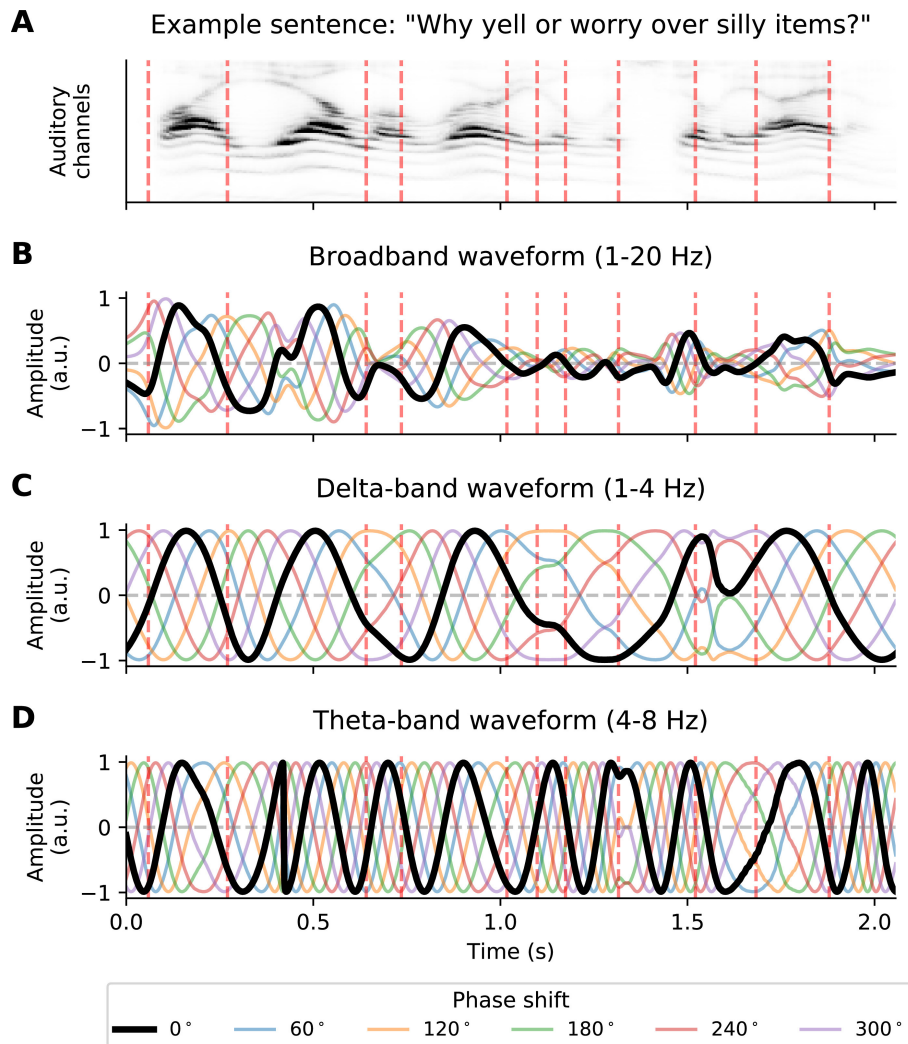 A
Example sentence: "Why yell or worry over silly items?"
Auditory
channels
B
Broadband waveform (1-20 Hz)
Amplitude
(a.u.)
1
0
−1
C
Delta-band waveform (1-4 Hz)
Amplitude
(a.u.)
1
0
−1
D
Theta-band waveform (4-8 Hz)
Amplitude
(a.u.)
1
0
−1
0.0 0.5 1.0 1.5 2.0
Time (s)
Phase shift
0° 60° 120° 180° 240° 300°